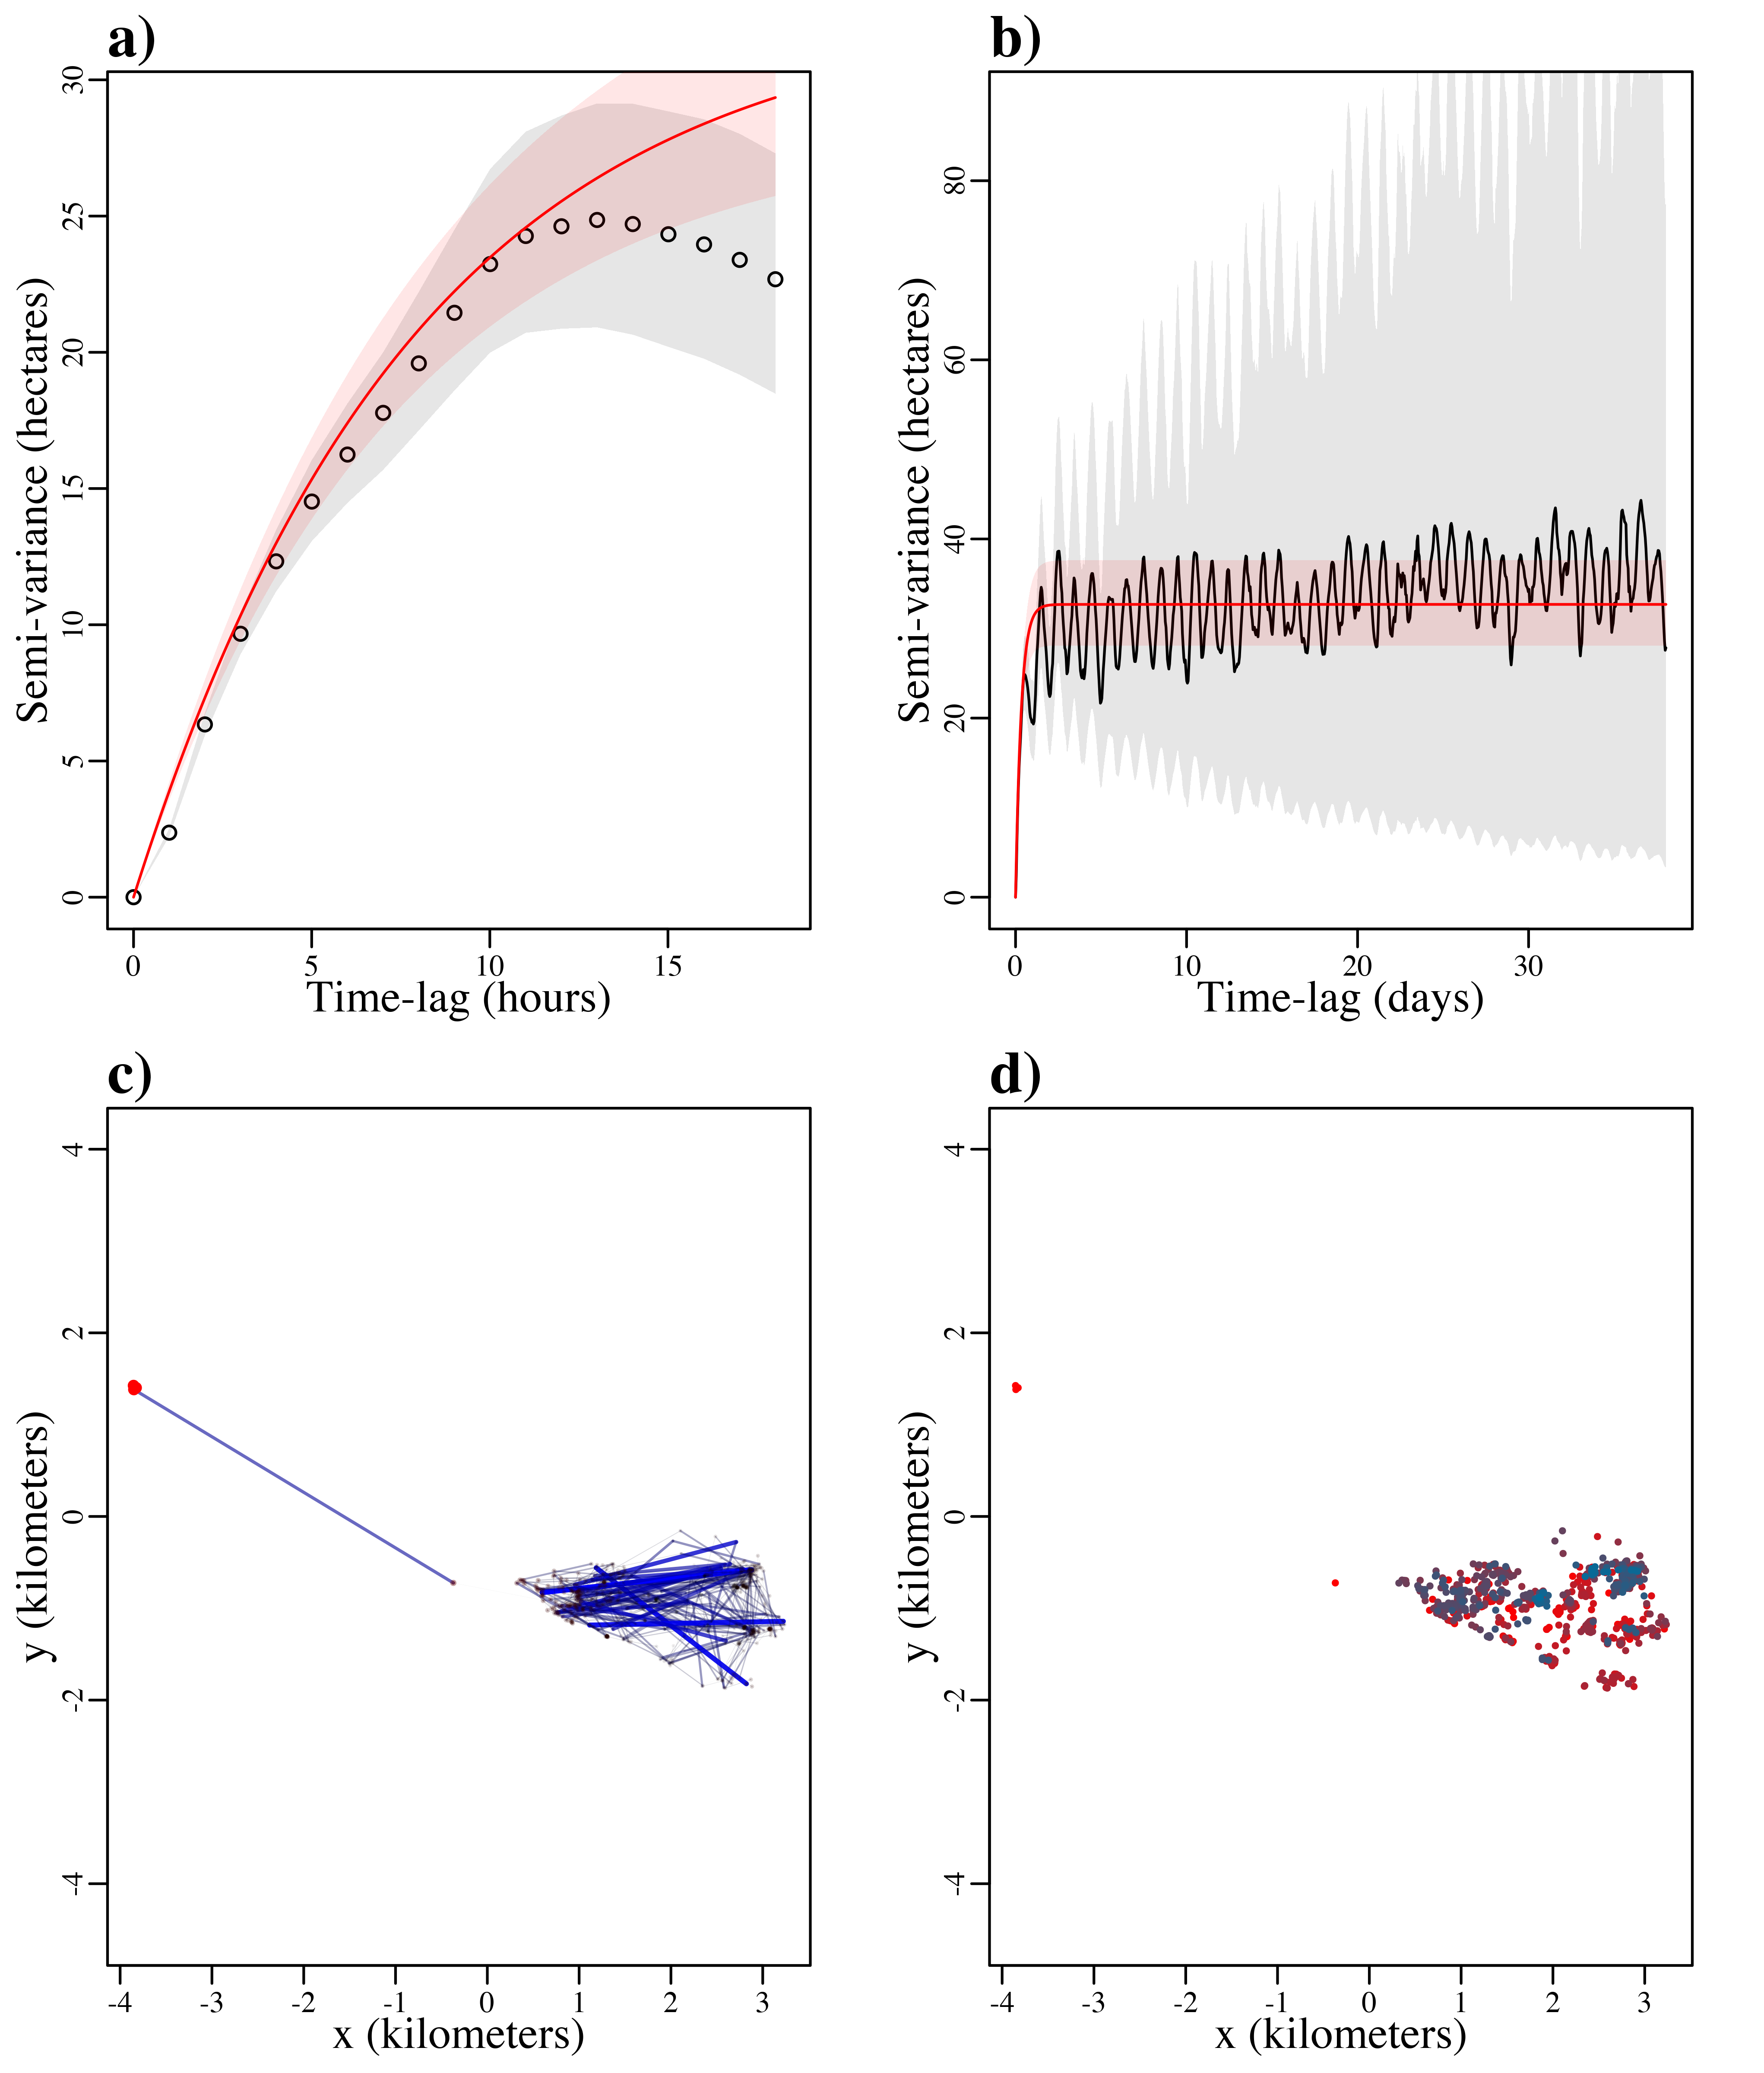 a)
30
25
20
15
10
5
0
Semi-variance (hectares)
0 5 10 15
Time-lag (hours)
b)
80
60
40
20
0
Semi-variance (hectares)
0 10 20 30
Time-lag (days)
c)
4
2
0
-2
-4
y (kilometers)
-4 -3 -2 -1 0 1 2 3
x (kilometers)
d)
4
2
0
-2
-4
y (kilometers)
-4 -3 -2 -1 0 1 2 3
x (kilometers)